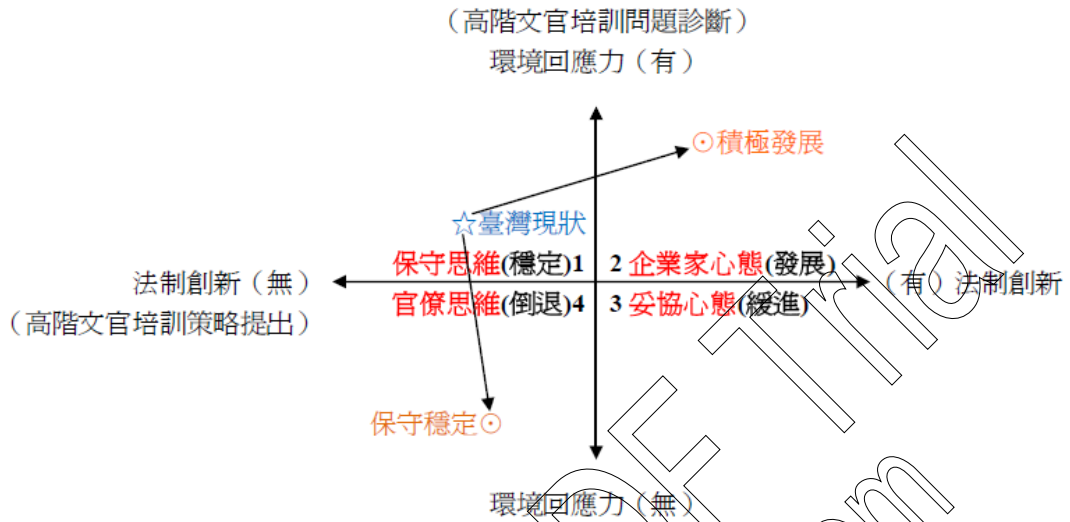 （高階文官培訓問題診斷）
環境回應力（有）
⊙積極發展
☆臺灣現狀
保守思維(穩定)1 2 企業家心態(發展)
法制創新（無） （有）法制創新
官僚思維(倒退)4 3 妥協心態(緩進)
（高階文官培訓策略提出）
保守穩定⊙
環境回應力（無）
PDF Trial